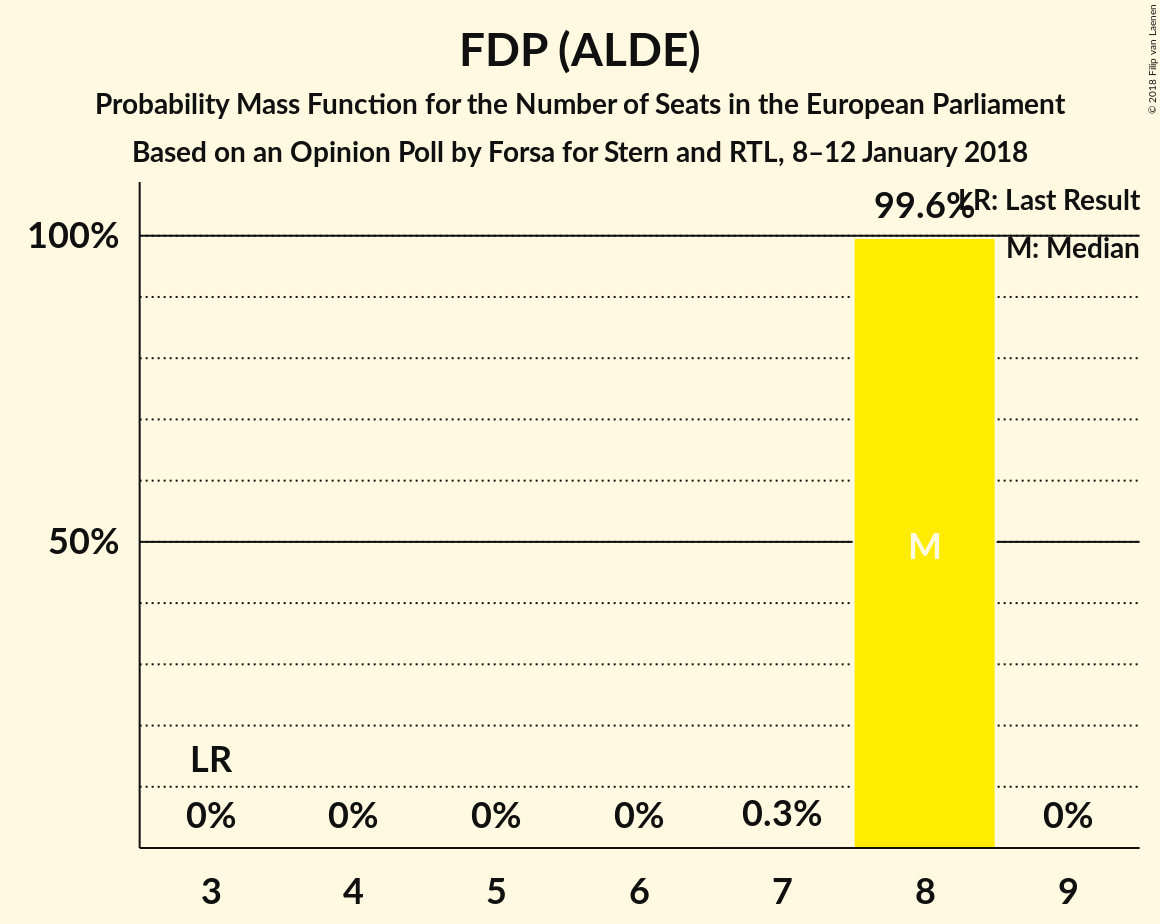 FDP (ALDE)
Probability Mass Function for the Number of Seats in the European Parliament
Based on an Opinion Poll by Forsa for Stern and RTL, 8–12 January 2018
© 2018 Filip van Laenen
99.6%
LR: Last Result
M: Median
100%
50%
M
LR
0%
0%
0%
0%
0.3%
0%
3
4
5
6
7
8
9